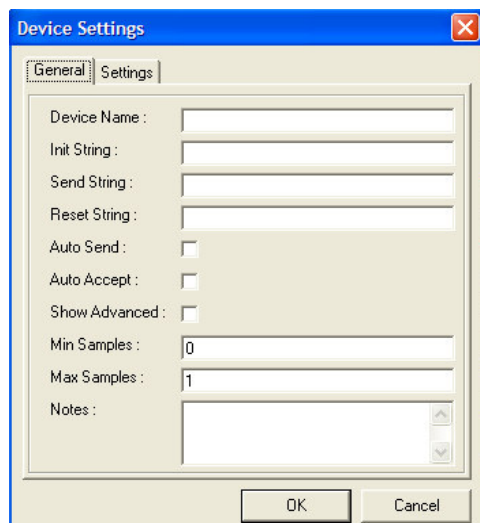 Device Settings
General Settings
Device Name :
Init String :
Send String :
Reset String :
Auto Send :
Auto Accept :
Show Advanced :
Min Samples : 0
Max Samples : 1
Notes :
OK Cancel